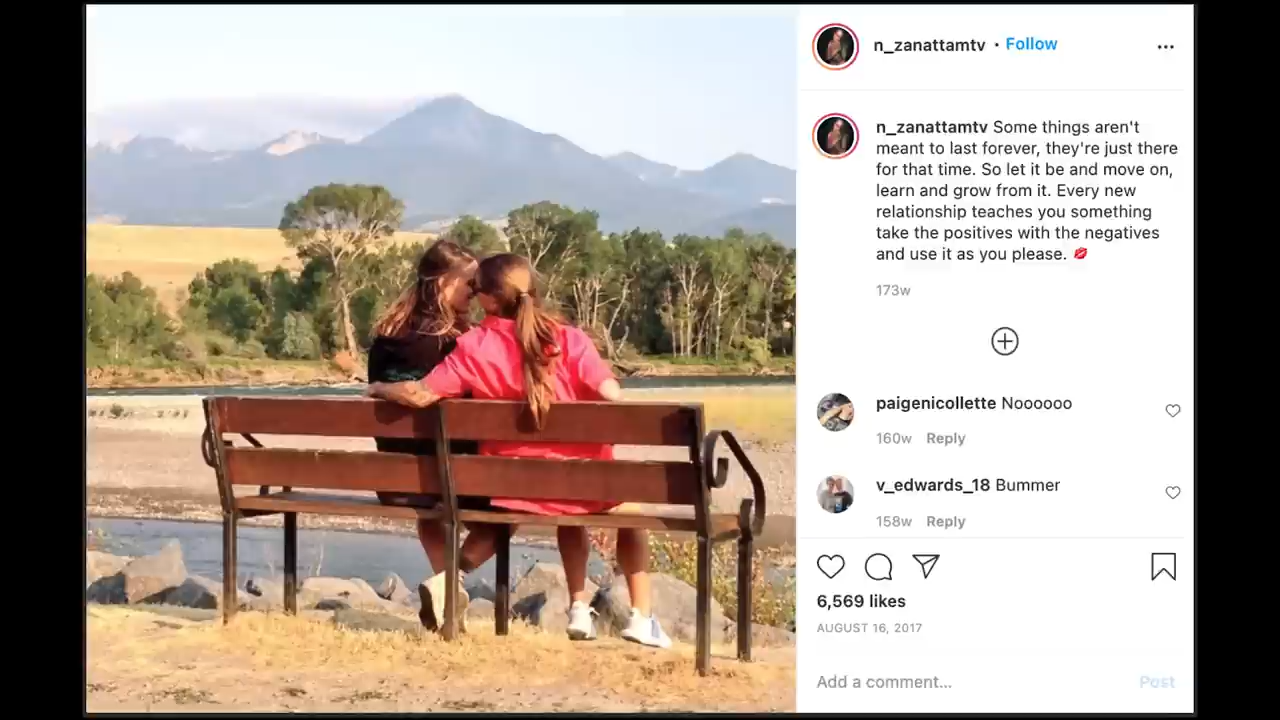 n_zanattamtv • Follow
n_zanattamtv Some things aren't
meant to last forever, they're just there
for that time. So let it be and move on,
learn and grow from it. Every new
relationship teaches you something
take the positives with the negatives
and use it as you please. 💋
173w
paigenicollette Noooooo
160w Reply
v_edwards_18 Bummer
158w Reply
6,569 likes
AUGUST 16, 2017
Add a comment... Post